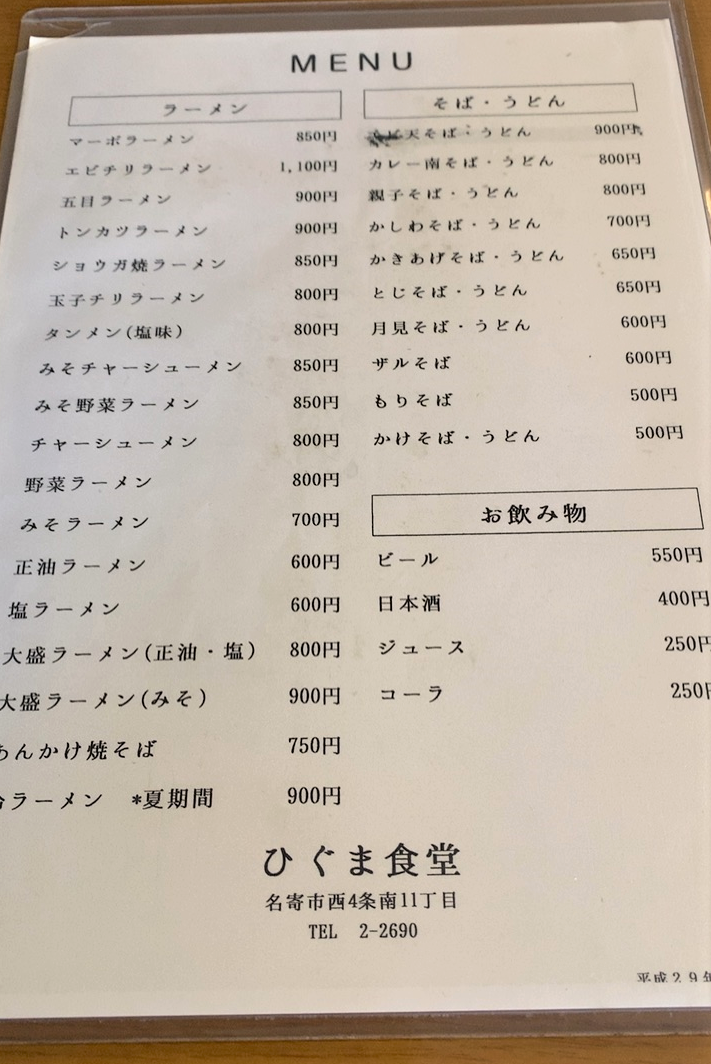 MENU
ラーメン
マーボラーメン 850円
エビチリラーメン 1,100円
五目ラーメン 900円
トンカツラーメン 900円
ショウガ焼ラーメン 850円
玉子チリラーメン 800円
タンメン(塩味) 800円
みそチャーシューメン 850円
みそ野菜ラーメン 850円
チャーシューメン 800円
野菜ラーメン 800円
みそラーメン 700円
正油ラーメン 600円
塩ラーメン 600円
大盛ラーメン(正油・塩) 800円
大盛ラーメン(みそ) 900円
あんかけ焼そば 750円
ラーメン *夏期間 900円
そば・うどん
天そば・うどん 900円
カレー南そば・うどん 800円
親子そば・うどん 800円
かしわそば・うどん 700円
かきあげそば・うどん 650円
とじそば・うどん 650円
月見そば・うどん 600円
ザルそば 600円
もりそば 500円
かけそば・うどん 500円
お飲み物
ビール 550円
日本酒 400円
ジュース 250円
コーラ 250円
ひぐま食堂
名寄市西4条南11丁目
TEL 2-2690
平成29年